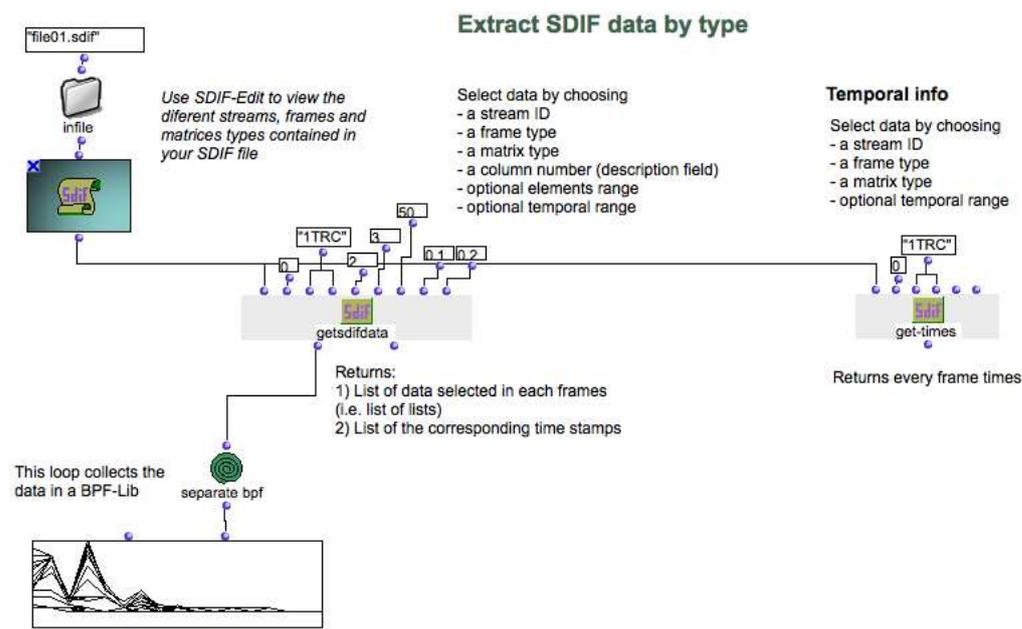 Extract SDIF data by type
"file01.sdif"
infile
Use SDIF-Edit to view the
diferent streams, frames and
matrices types contained in
your SDIF file
Sdif
Select data by choosing
- a stream ID
- a frame type
- a matrix type
- a column number (description field)
- optional elements range
- optional temporal range
Temporal info
Select data by choosing
- a stream ID
- a frame type
- a matrix type
- optional temporal range
50
"1TRC"
3
0
2
0.1
0.2
Sdif
getsdifdata
"1TRC"
0
Sdif
get-times
Returns every frame times
Returns:
1) List of data selected in each frames
(i.e. list of lists)
2) List of the corresponding time stamps
This loop collects the
data in a BPF-Lib
separate bpf